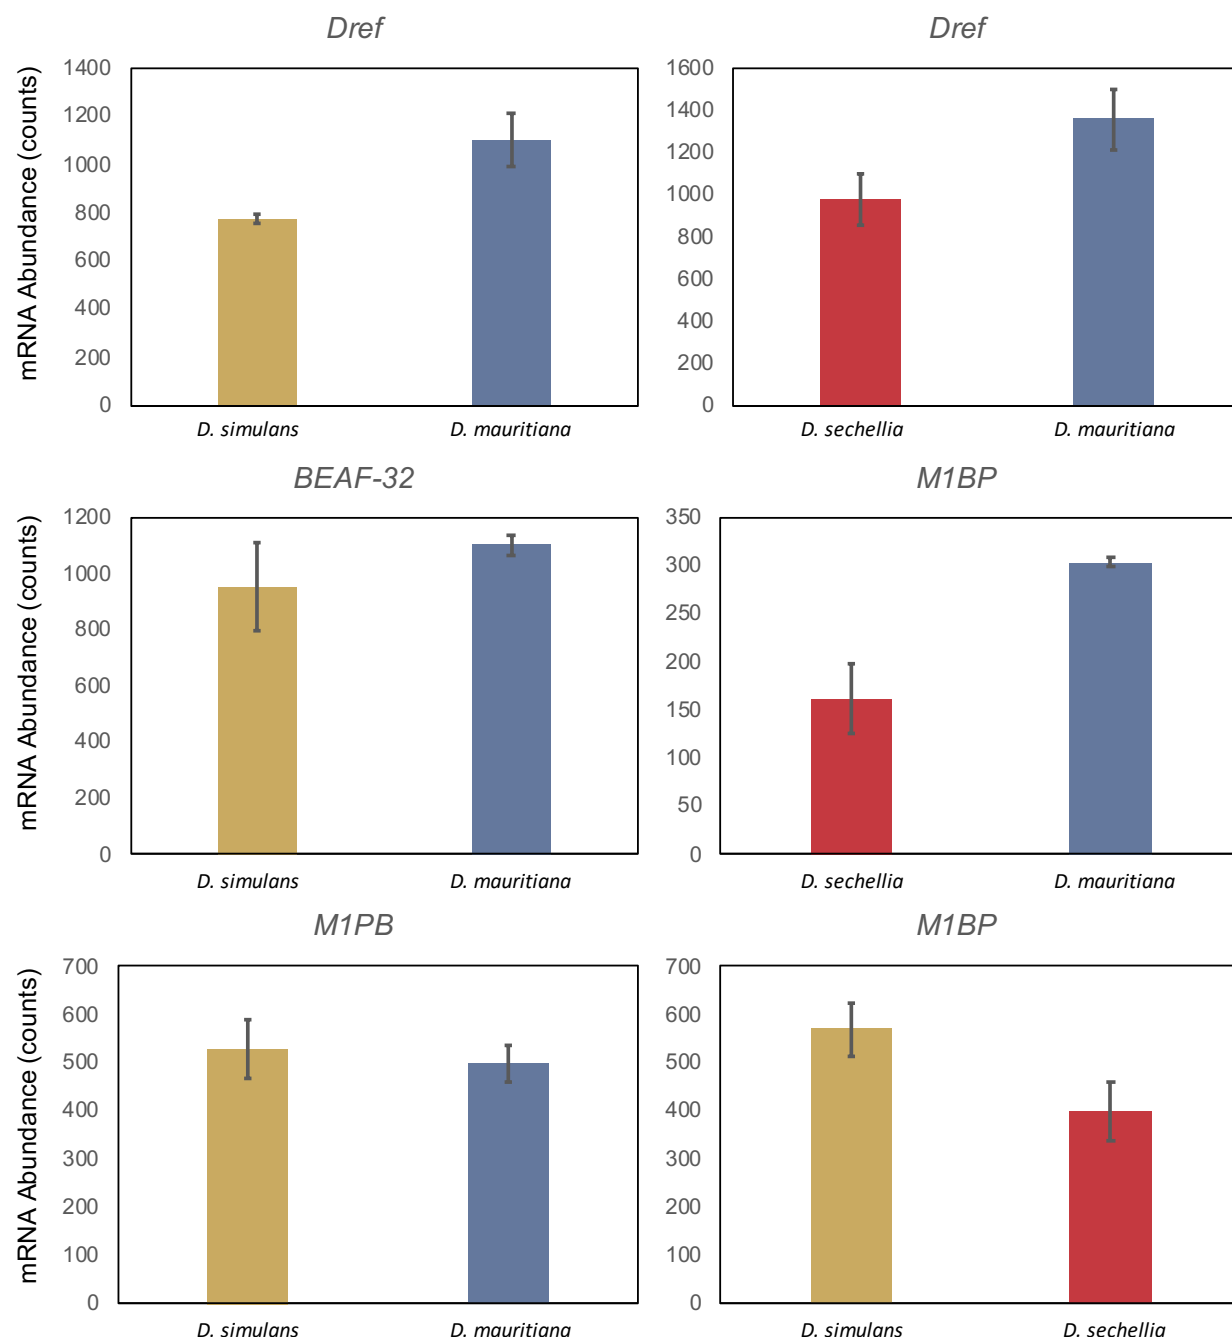 Dref
mRNA Abundance (counts)
1400
1200
1000
800
600
400
200
0
D. simulans
D. mauritiana
Dref
1600
1400
1200
1000
800
600
400
200
0
D. sechellia
D. mauritiana
BEAF-32
mRNA Abundance (counts)
1200
1000
800
600
400
200
0
D. simulans
D. mauritiana
M1BP
350
300
250
200
150
100
50
0
D. sechellia
D. mauritiana
M1PB
mRNA Abundance (counts)
700
600
500
400
300
200
100
0
D. simulans
D. mauritiana
M1BP
700
600
500
400
300
200
100
0
D. simulans
D. sechellia